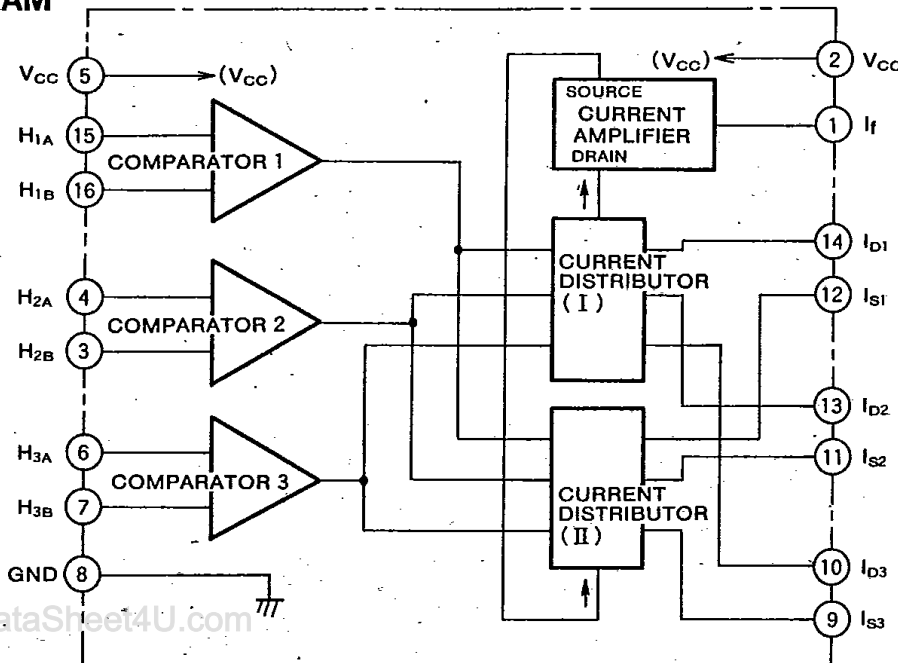 AM
VCC 5 (VCC)
H1A 15
COMPARATOR 1
H1B 16
H2A 4
COMPARATOR 2
H2B 3
H3A 6
COMPARATOR 3
H3B 7
GND 8
SOURCE
CURRENT
AMPLIFIER
DRAIN
CURRENT
DISTRIBUTOR
(I)
CURRENT
DISTRIBUTOR
(II)
(VCC) 2 VCC
1 If
14 ID1
12 IS1
13 ID2
11 IS2
10 ID3
9 IS3
ataSheet4U.com